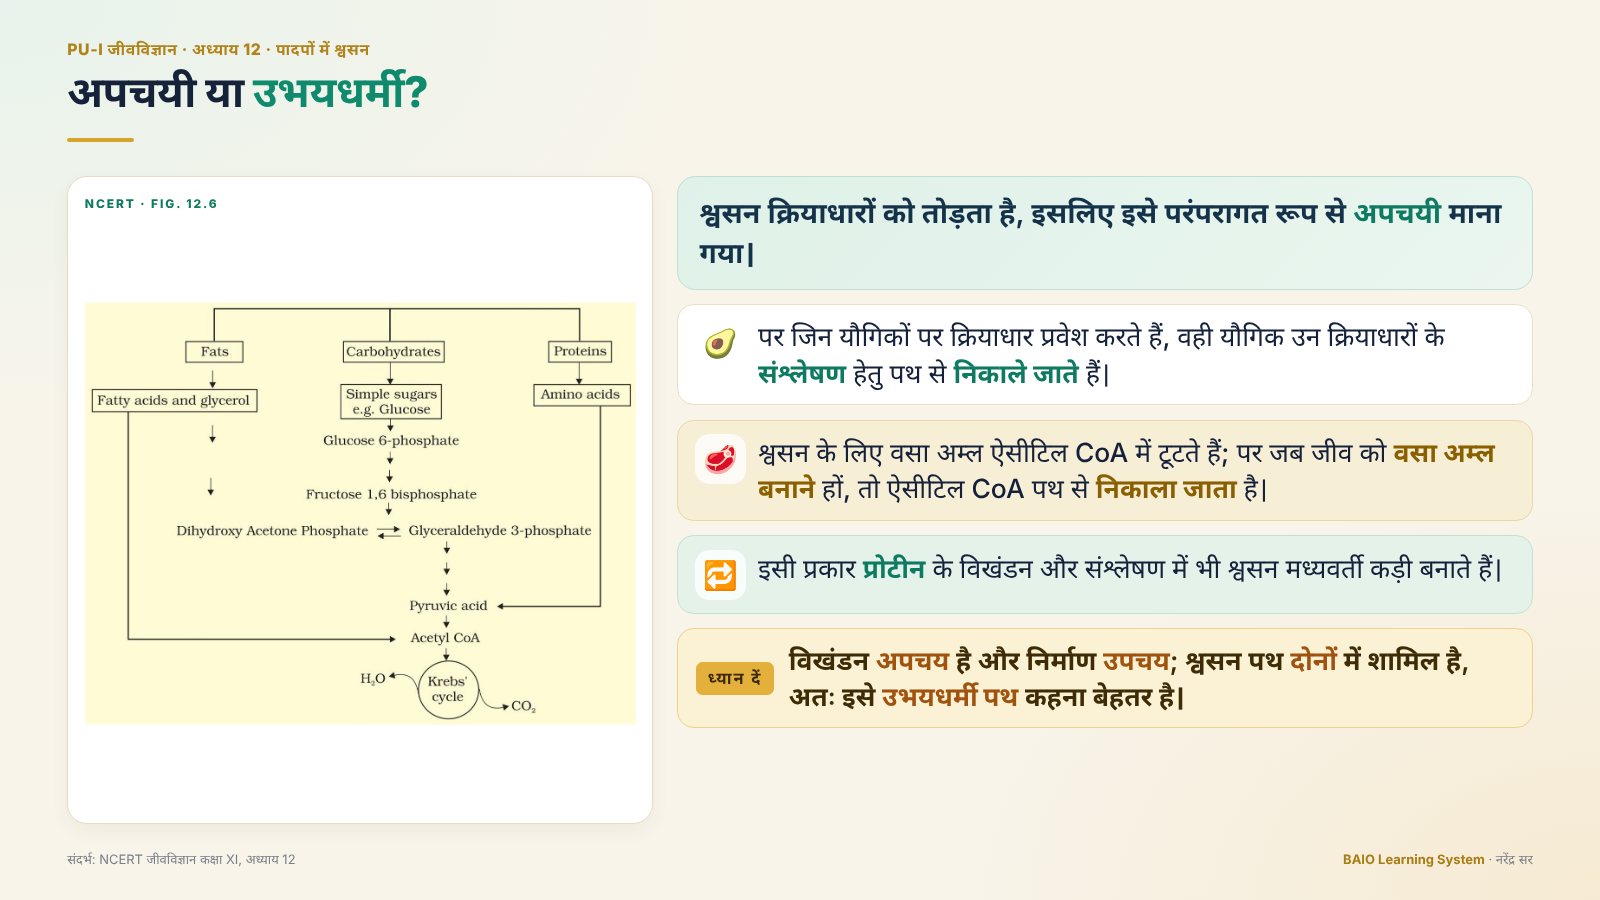 PU-I जीवविज्ञान · अध्याय 12 · पादपों में श्वसन
अपचयी या उभयधर्मी?
NCERT · FIG. 12.6
Fats
Carbohydrates
Proteins
Fatty acids and glycerol
Simple sugars
e.g. Glucose
Amino acids
Glucose 6-phosphate
Fructose 1,6 bisphosphate
Dihydroxy Acetone Phosphate
Glyceraldehyde 3-phosphate
Pyruvic acid
Acetyl CoA
H₂O
Krebs'
cycle
CO₂
श्वसन क्रियाधारों को तोड़ता है, इसलिए इसे परंपरागत रूप से अपचयी माना
गया|
पर जिन यौगिकों पर क्रियाधार प्रवेश करते हैं, वही यौगिक उन क्रियाधारों के
संश्लेषण हेतु पथ से निकाले जाते हैं|
श्वसन के लिए वसा अम्ल ऐसीटिल CoA में टूटते हैं; पर जब जीव को वसा अम्ल
बनाने हों, तो ऐसीटिल CoA पथ से निकाला जाता है|
इसी प्रकार प्रोटीन के विखंडन और संश्लेषण में भी श्वसन मध्यवर्ती कड़ी बनाते हैं|
ध्यान दें
विखंडन अपचय है और निर्माण उपचय; श्वसन पथ दोनों में शामिल है,
अतः इसे उभयधर्मी पथ कहना बेहतर है|
संदर्भ: NCERT जीवविज्ञान कक्षा XI, अध्याय 12
BAIO Learning System · नरेंद्र सर